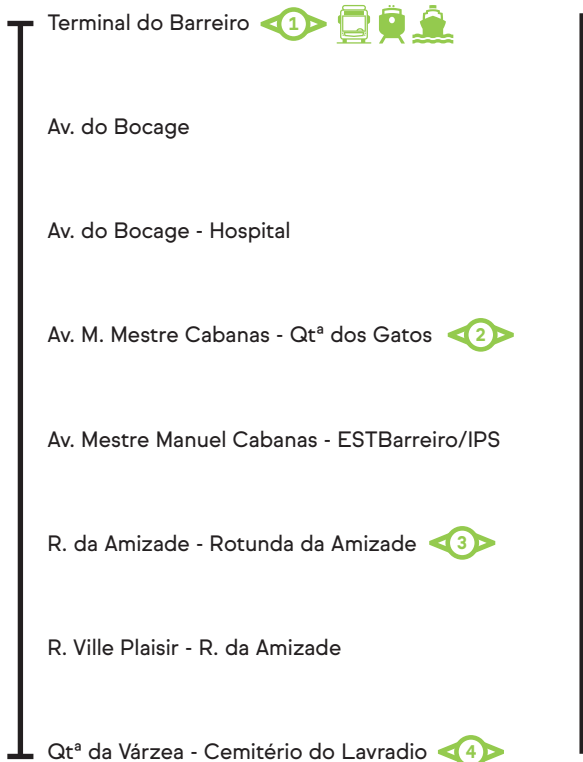 Terminal do Barreiro 1
Av. do Bocage
Av. do Bocage - Hospital
Av. M. Mestre Cabanas - Qtª dos Gatos 2
Av. Mestre Manuel Cabanas - ESTBarreiro/IPS
R. da Amizade - Rotunda da Amizade 3
R. Ville Plaisir - R. da Amizade
Qtª da Várzea - Cemitério do Lavradio 4